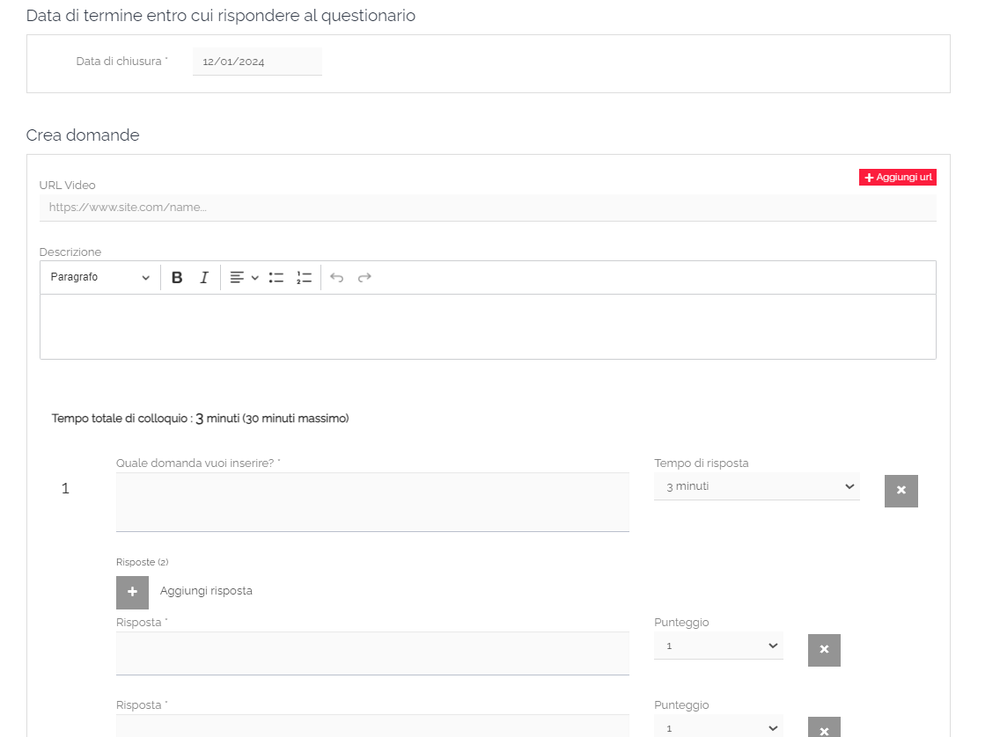 Data di termine entro cui rispondere al questionario
Data di chiusura * 12/01/2024
Crea domande
+ Aggiungi url
URL Video
https://www.site.com/name...
Descrizione
Paragrafo B I
Tempo totale di colloquio : 3 minuti (30 minuti massimo)
Quale domanda vuoi inserire? * Tempo di risposta
1 3 minuti
Risposte (2)
+ Aggiungi risposta
Risposta * Punteggio
1
Risposta * Punteggio
1